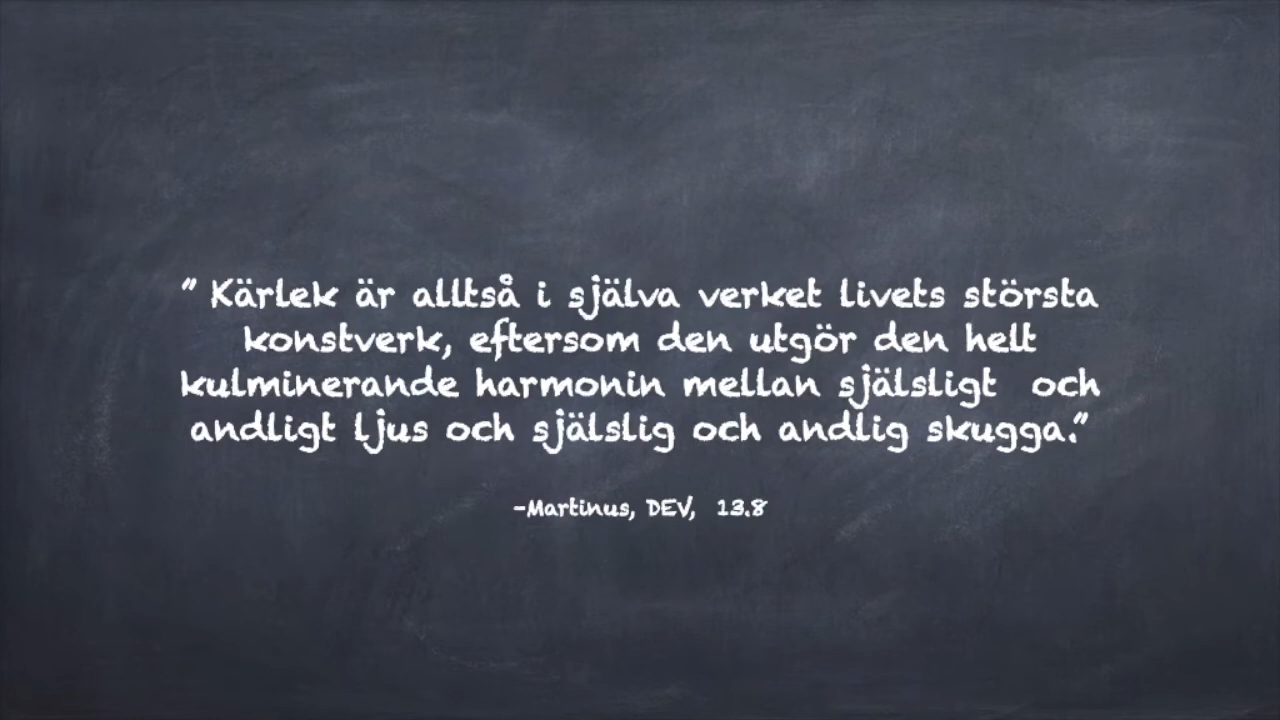 " Kärlek är alltså i själva verket livets största
konstverk, eftersom den utgör den helt
kulminerande harmonin mellan själsligt  och
andligt ljus och själslig och andlig skugga."
-Martinus, DEV,  13.8